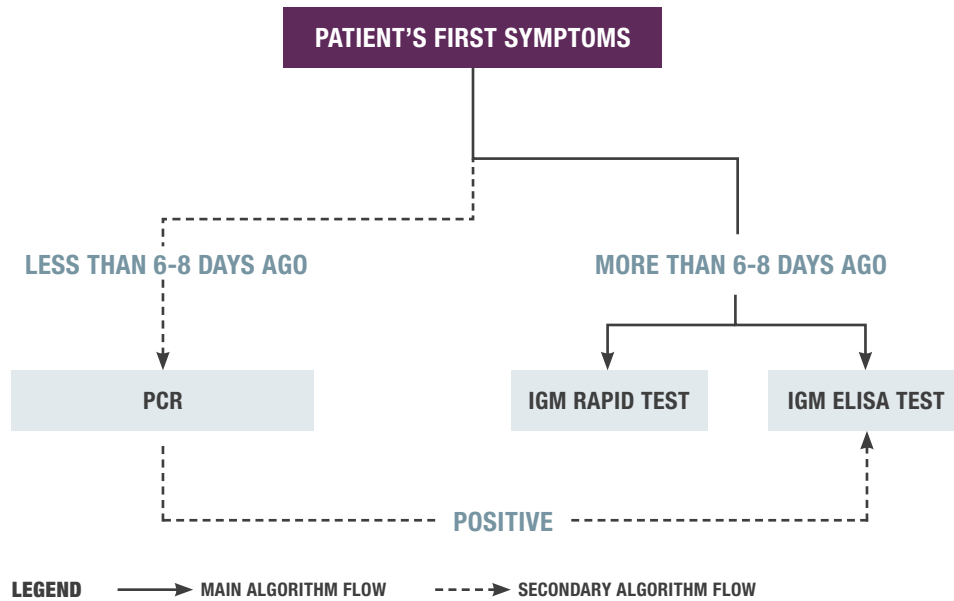 PATIENT'S FIRST SYMPTOMS
LESS THAN 6-8 DAYS AGO
MORE THAN 6-8 DAYS AGO
PCR
IGM RAPID TEST
IGM ELISA TEST
POSITIVE
LEGEND
MAIN ALGORITHM FLOW
SECONDARY ALGORITHM FLOW